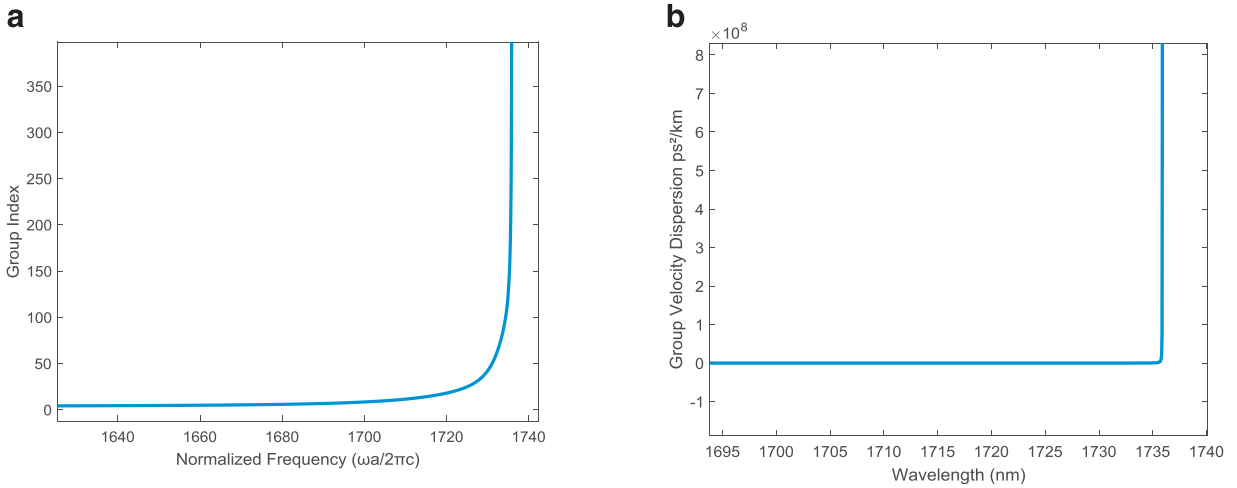 a
350
300
250
200
150
100
50
0
Group Index
1640 1660 1680 1700 1720 1740
Normalized Frequency (ωa/2πc)
b
×10⁸
8
7
6
5
4
3
2
1
0
-1
Group Velocity Dispersion ps²/km
1695 1700 1705 1710 1715 1720 1725 1730 1735 1740
Wavelength (nm)